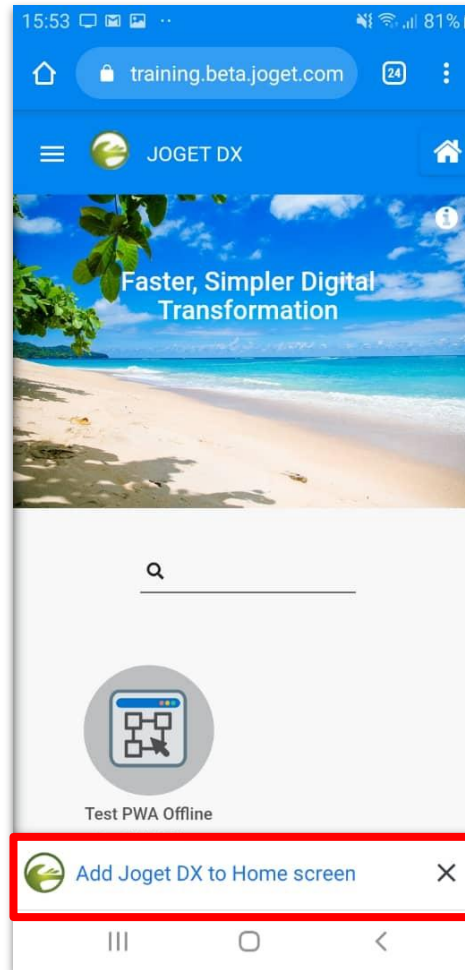 15:53 81%
training.beta.joget.com 24
JOGET DX
Faster, Simpler Digital
Transformation
Test PWA Offline
Add Joget DX to Home screen